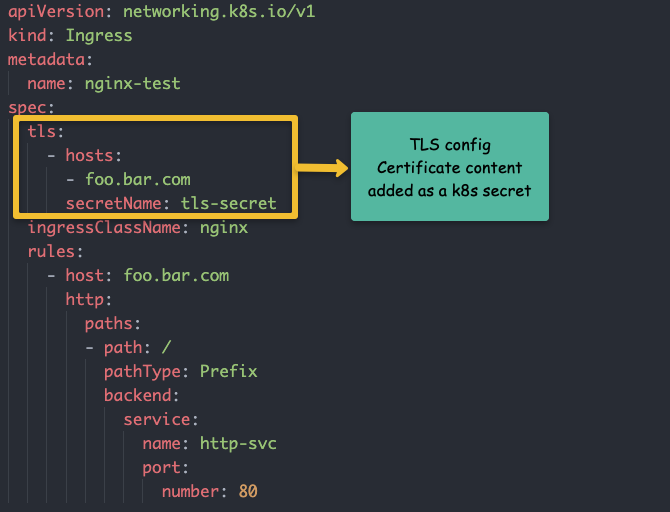 apiVersion: networking.k8s.io/v1
kind: Ingress
metadata:
  name: nginx-test
spec:
  tls:
    - hosts:
      - foo.bar.com
      secretName: tls-secret
  ingressClassName: nginx
  rules:
    - host: foo.bar.com
      http:
        paths:
        - path: /
          pathType: Prefix
          backend:
            service:
              name: http-svc
              port:
                number: 80
TLS config
Certificate content
added as a k8s secret